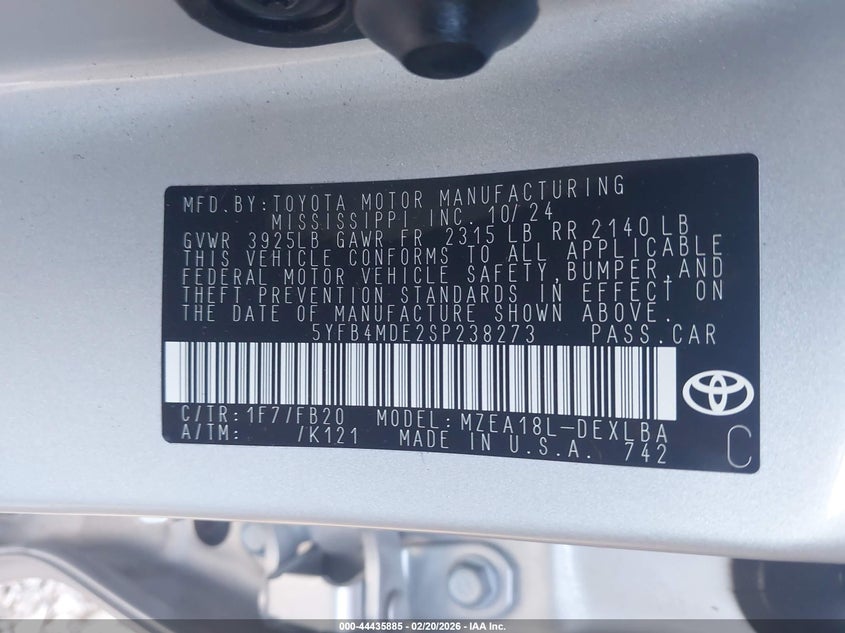 MFD. BY: TOYOTA MOTOR MANUFACTURING
MISSISSIPPI INC. 10/24
GVWR 3925LB GAWR FR 2315LB RR 2140LB
THIS VEHICLE CONFORMS TO ALL APPLICABLE
FEDERAL MOTOR VEHICLE SAFETY, BUMPER, AND
THEFT PREVENTION STANDARDS IN EFFECT ON
THE DATE OF MANUFACTURE SHOWN ABOVE.
5YFB4MDE2SP238273 PASS. CAR
C/TR: 1F7/FB20 MODEL: MZEA18L-DEXLBA
A/TM: /K121 MADE IN U.S.A. 742
C
000-44435885 | 02/20/2026 – IAA Inc.